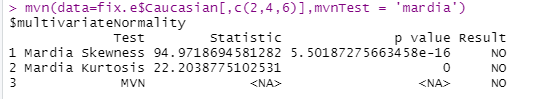 > mvn(data=fix.e$Caucasian[,c(2,4,6)],mvnTest = 'mardia')
$multivariateNormality
Test Statistic p value Result
1 Mardia Skewness 94.9718694581282 5.50187275663458e-16 NO
2 Mardia Kurtosis 22.2038775102531 0 NO
3 MVN <NA> <NA> NO